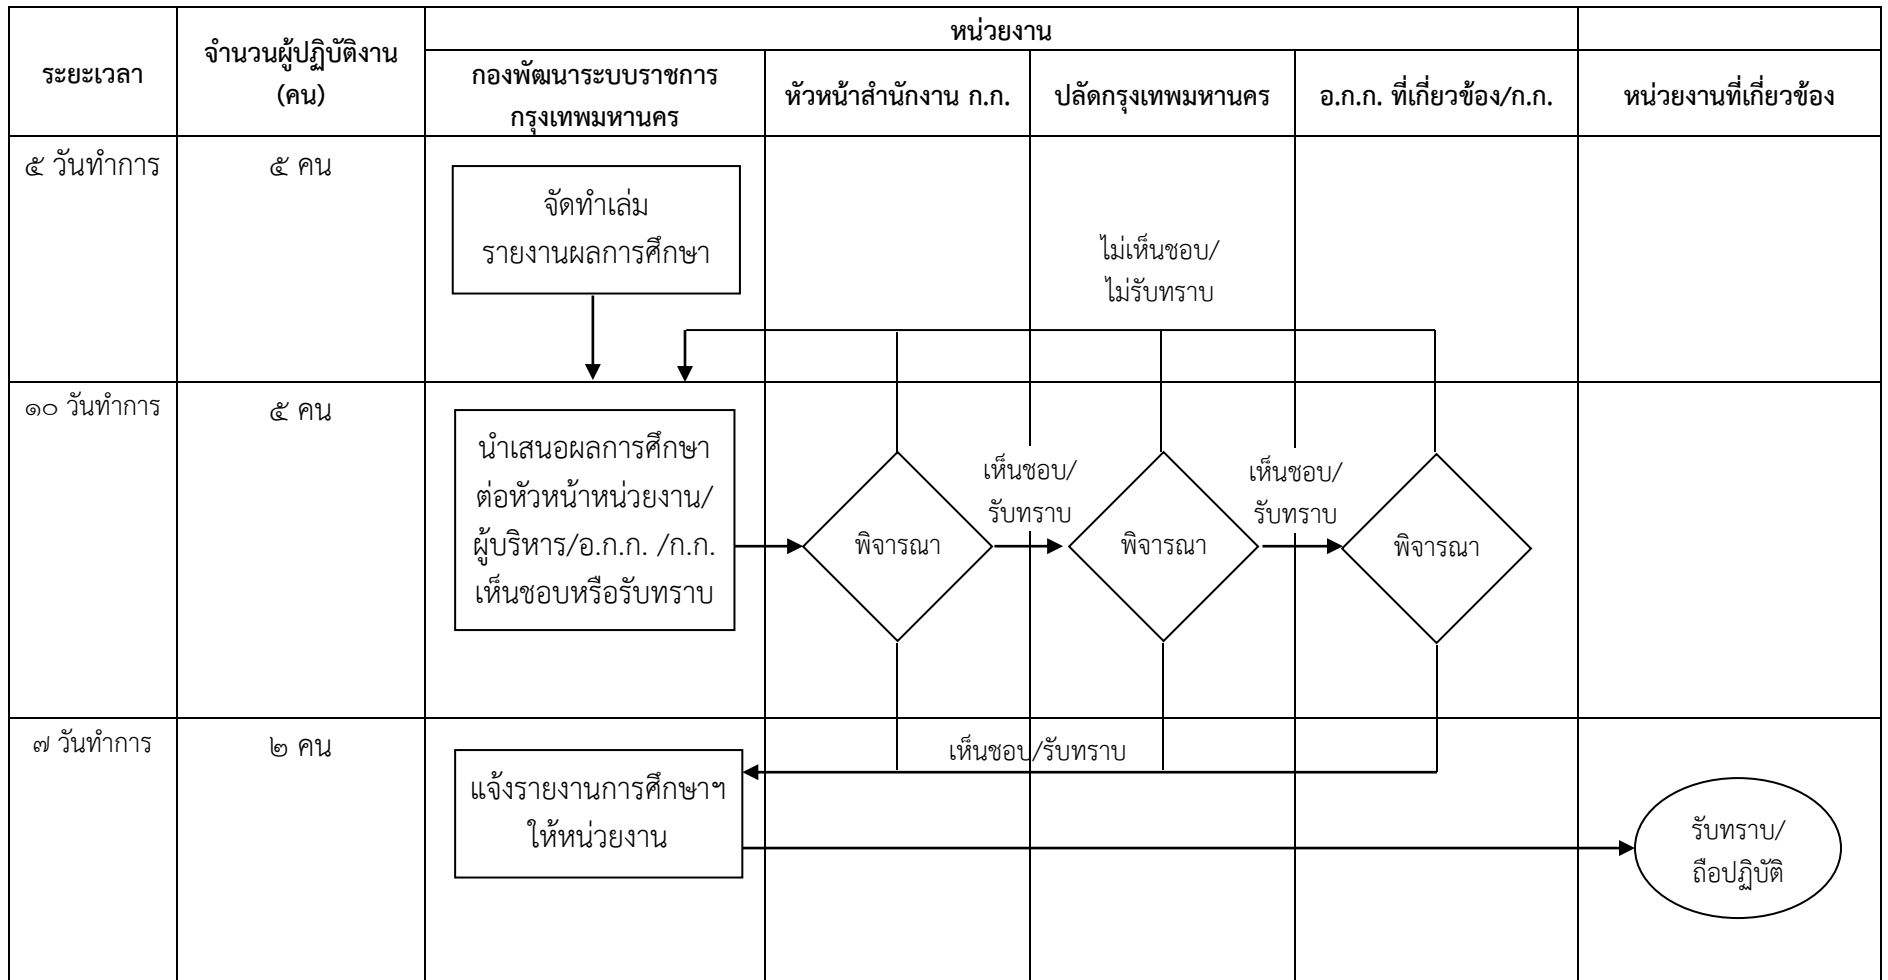 หน่วยงาน
ระยะเวลา
จำนวนผู้ปฏิบัติงาน
(คน)
กองพัฒนาระบบราชการ
กรุงเทพมหานคร
หัวหน้าสำนักงาน ก.ก.
ปลัดกรุงเทพมหานคร
อ.ก.ก. ที่เกี่ยวข้อง/ก.ก.
หน่วยงานที่เกี่ยวข้อง
๕ วันทำการ
๕ คน
จัดทำเล่ม
รายงานผลการศึกษา
ไม่เห็นชอบ/
ไม่รับทราบ
๑๐ วันทำการ
๕ คน
นำเสนอผลการศึกษา
ต่อหัวหน้าหน่วยงาน/
ผู้บริหาร/อ.ก.ก. /ก.ก.
เห็นชอบหรือรับทราบ
พิจารณา
เห็นชอบ/
รับทราบ
พิจารณา
เห็นชอบ/
รับทราบ
พิจารณา
๗ วันทำการ
๒ คน
เห็นชอบ/รับทราบ
แจ้งรายงานการศึกษาฯ
ให้หน่วยงาน
รับทราบ/
ถือปฏิบัติ